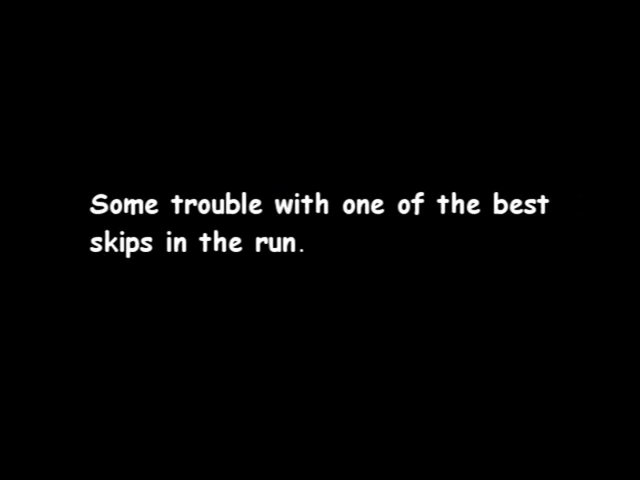 Some trouble with one of the best
skips in the run.